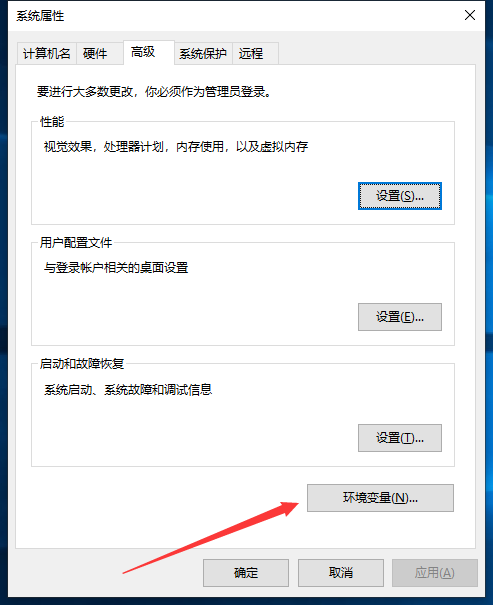 系统属性
计算机名 硬件 高级 系统保护 远程
要进行大多数更改，你必须作为管理员登录。
性能
视觉效果，处理器计划，内存使用，以及虚拟内存
设置(S)...
用户配置文件
与登录帐户相关的桌面设置
设置(E)...
启动和故障恢复
系统启动、系统故障和调试信息
设置(T)...
环境变量(N)...
确定 取消 应用(A)